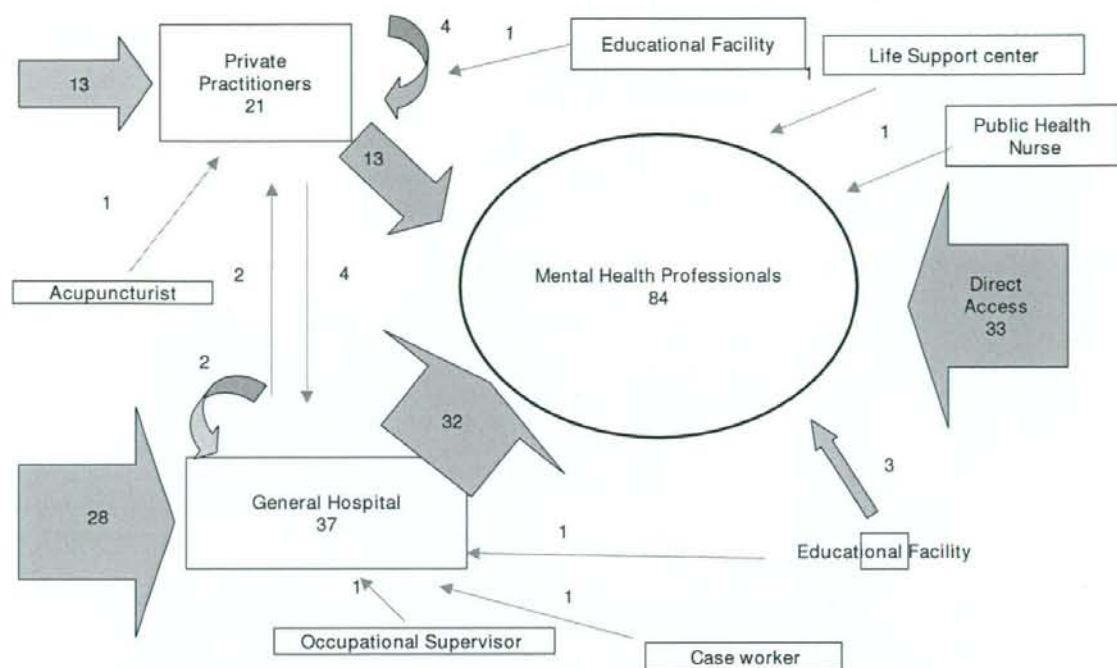 4
1
Educational Facility
1
Life Support center
Private
Practitioners
21
13
1
Public Health
Nurse
13
1
Acupuncturist
2
4
Mental Health Professionals
84
Direct
Access
33
2
32
28
General Hospital
37
3
1
Educational Facility
1
1
Occupational Supervisor
Case worker